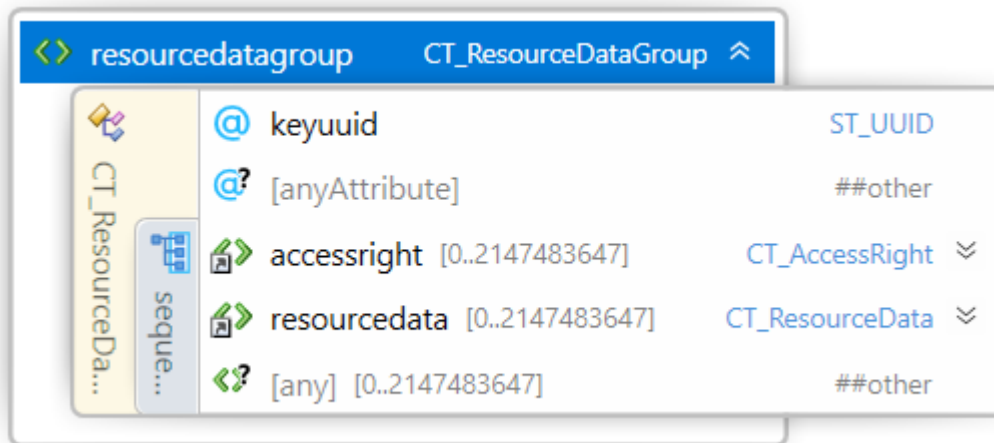 resourcedatagroup CT_ResourceDataGroup
CT_ResourceDa...
seque...
@ keyuuid ST_UUID
@? [anyAttribute] ##other
accessright [0..2147483647] CT_AccessRight
resourcedata [0..2147483647] CT_ResourceData
[any] [0..2147483647] ##other